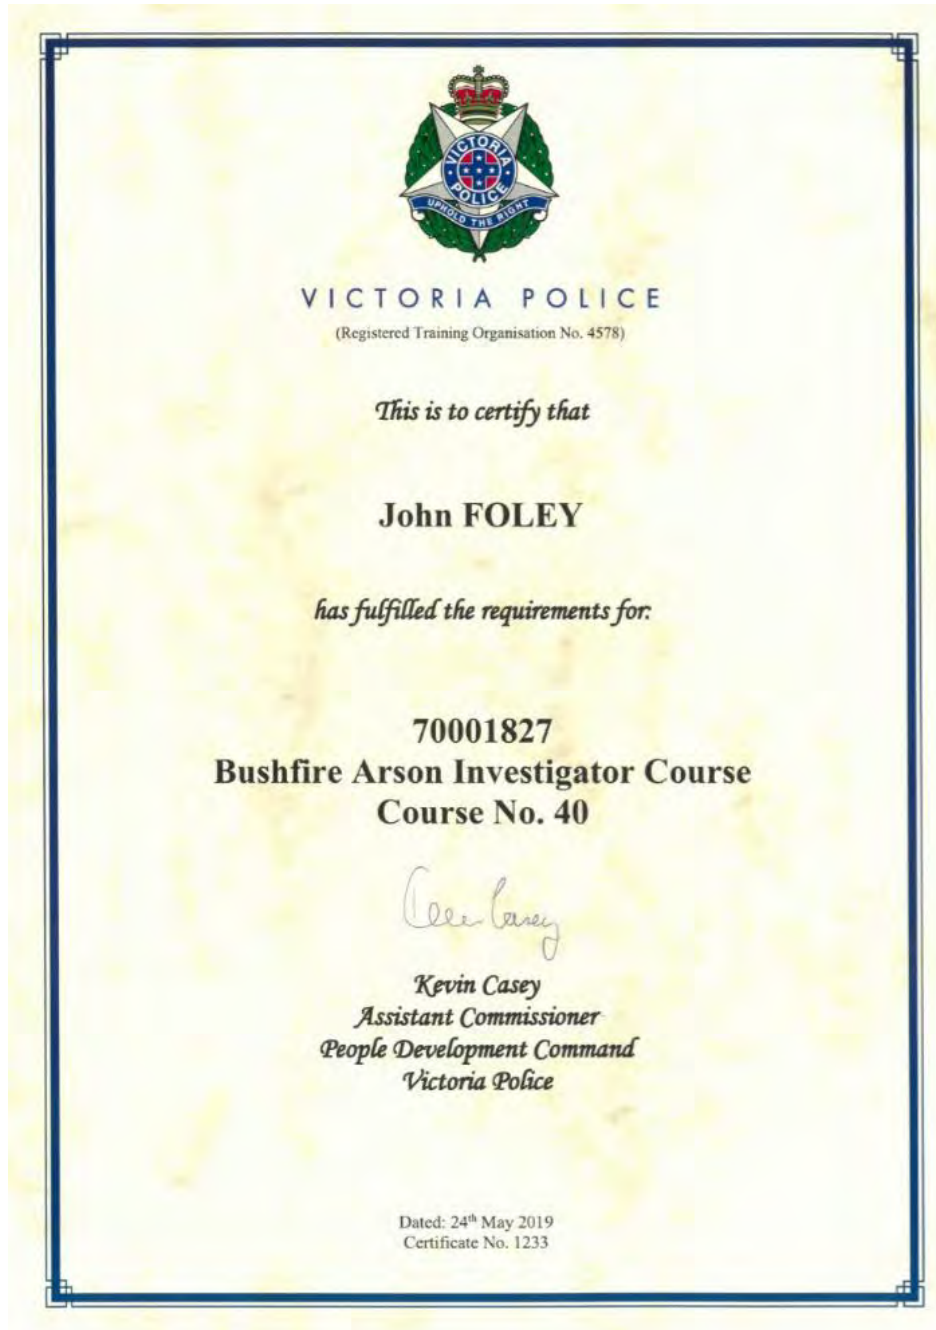 VICTORIA
POLICE
UPHOLD THE RIGHT
VICTORIA POLICE
(Registered Training Organisation No. 4578)
This is to certify that
John FOLEY
has fulfilled the requirements for:
70001827
Bushfire Arson Investigator Course
Course No. 40
Kevin Casey
Assistant Commissioner
People Development Command
Victoria Police
Dated: 24th May 2019
Certificate No. 1233